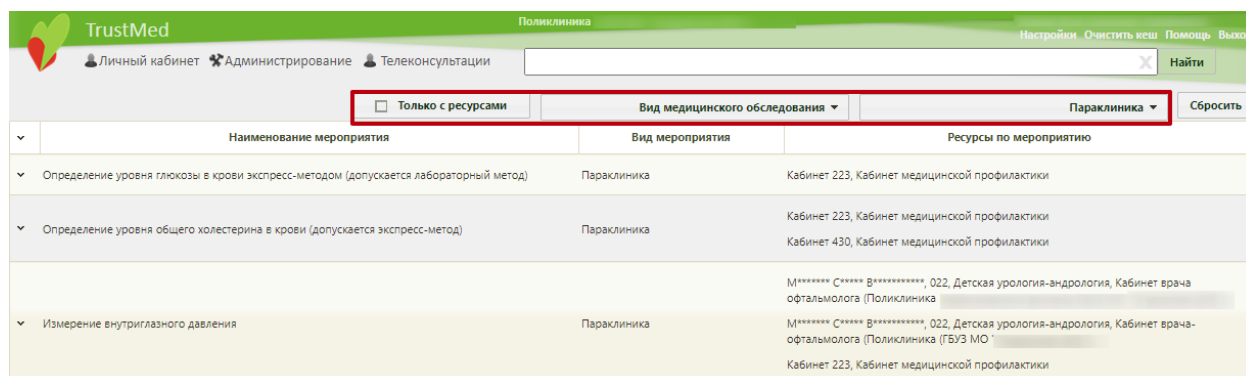 TrustMed
Поликлиника
Настройки Очистить кеш Помощь Выхо
Личный кабинет Администрирование Телеконсультации
X Найти
Только с ресурсами Вид медицинского обследования Параклиника Сбросить
Наименование мероприятия Вид мероприятия Ресурсы по мероприятию
Определение уровня глюкозы в крови экспресс-методом (допускается лабораторный метод) Параклиника Кабинет 223, Кабинет медицинской профилактики
Кабинет 223, Кабинет медицинской профилактики
Определение уровня общего холестерина в крови (допускается экспресс-метод) Параклиника
Кабинет 430, Кабинет медицинской профилактики
М******* С***** В***********, 022, Детская урология-андрология, Кабинет врача
офтальмолога (Поликлиника
Измерение внутриглазного давления Параклиника М******* С***** В***********, 022, Детская урология-андрология, Кабинет врача-
офтальмолога (Поликлиника (ГБУЗ МО
Кабинет 223, Кабинет медицинской профилактики